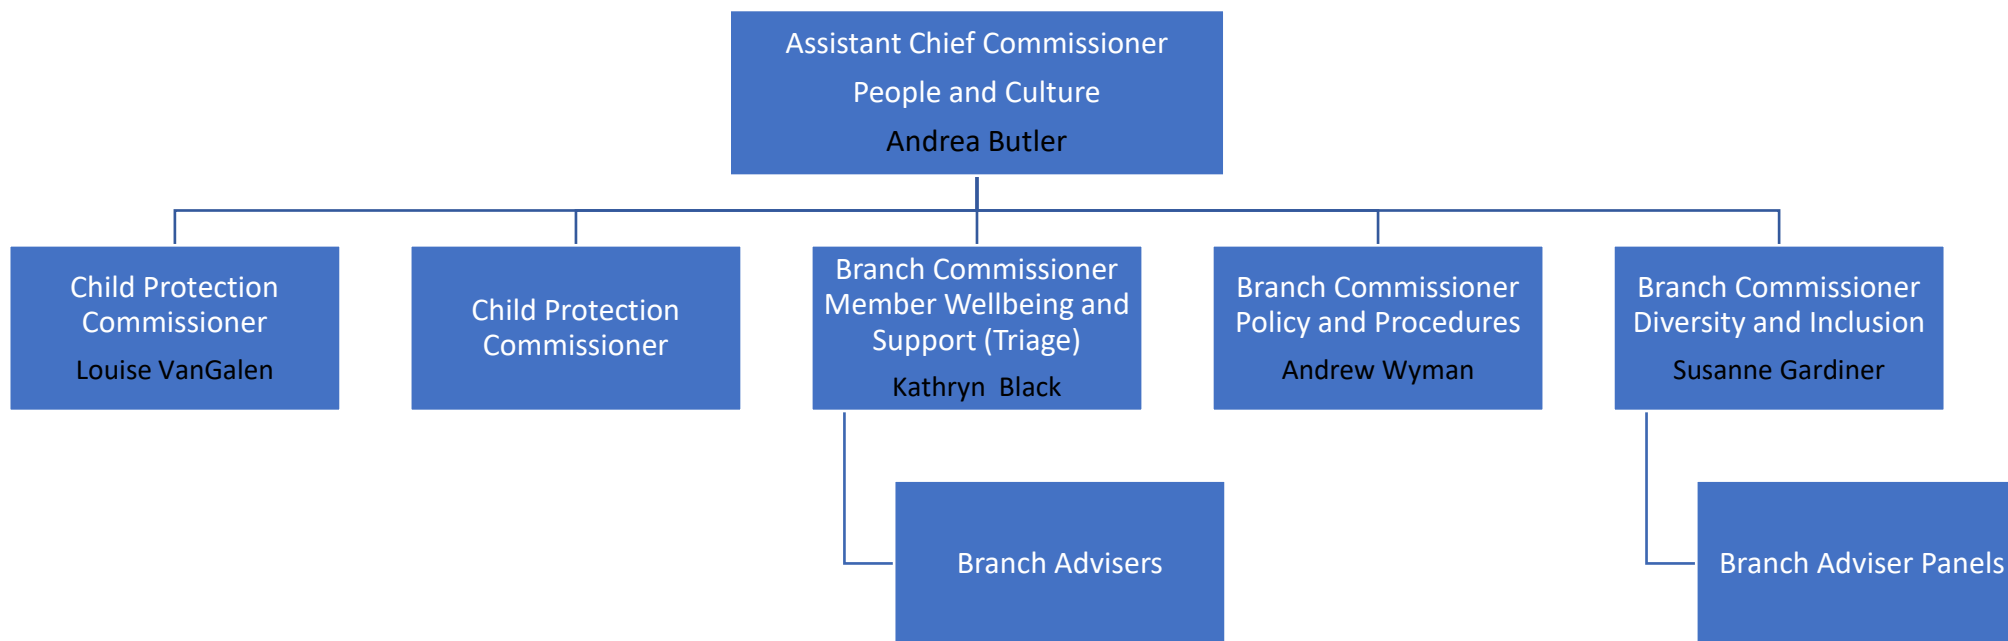 Assistant Chief Commissioner
People and Culture
Andrea Butler
Child Protection
Commissioner
Louise VanGalen
Child Protection
Commissioner
Branch Commissioner
Member Wellbeing and
Support (Triage)
Kathryn  Black
Branch Commissioner
Policy and Procedures
Andrew Wyman
Branch Commissioner
Diversity and Inclusion
Susanne Gardiner
Branch Advisers
Branch Adviser Panels